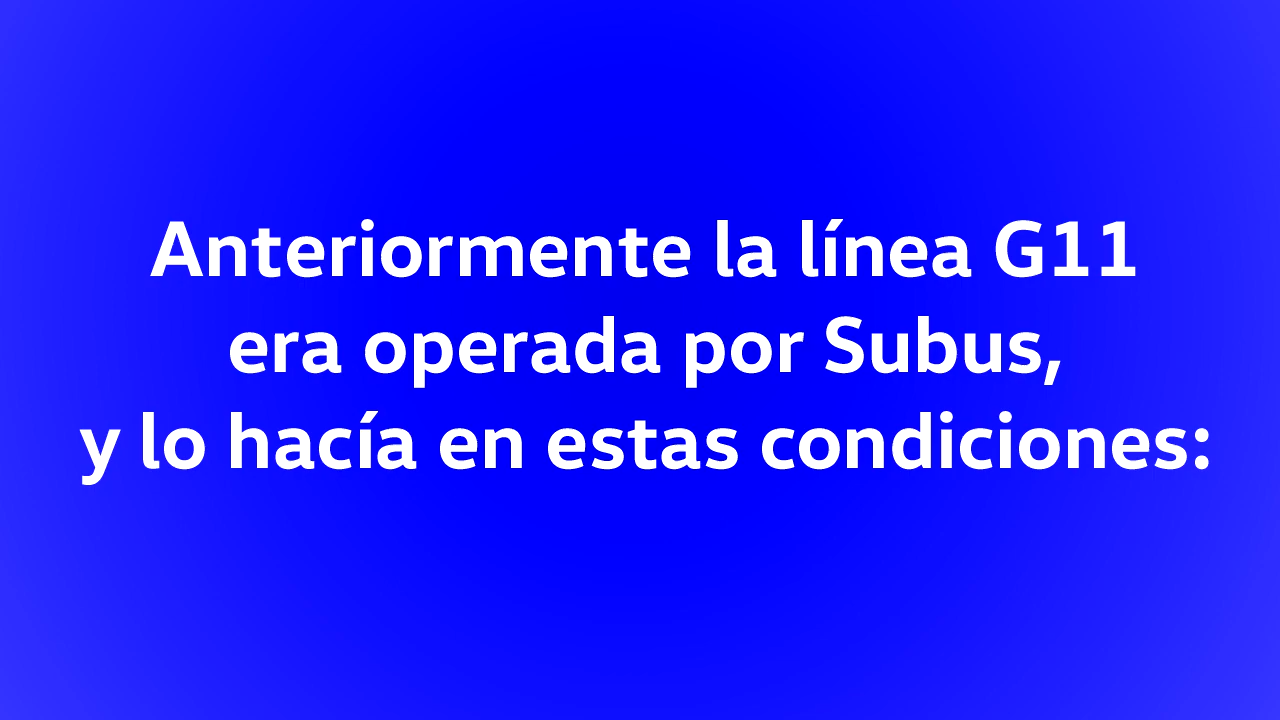 Anteriormente la línea G11
era operada por Subus,
y lo hacía en estas condiciones: